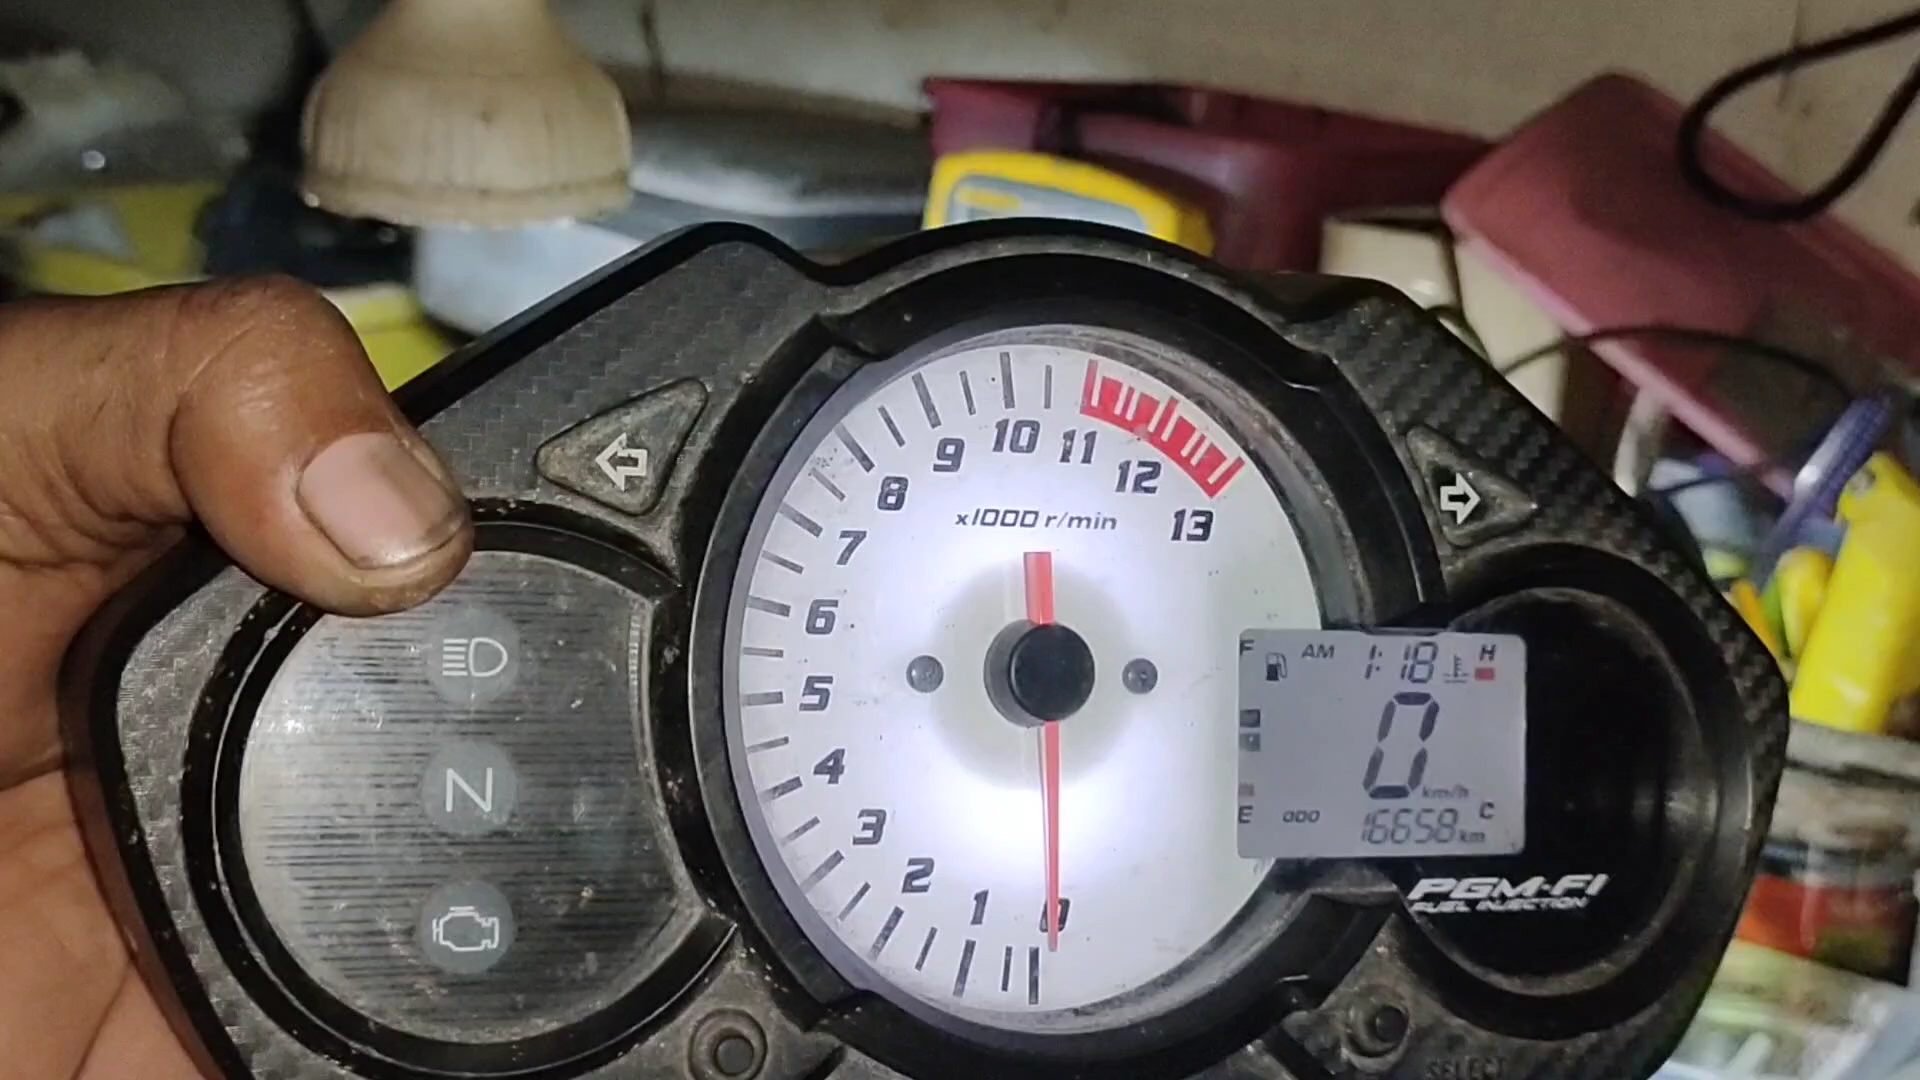 x1000 r/min
0
1
2
3
4
5
6
7
8
9
10
11
12
13
N
F AM 1:18 H
0 km/h
E ODO 16658 km C
PGM-FI
FUEL INJECTION
SELECT